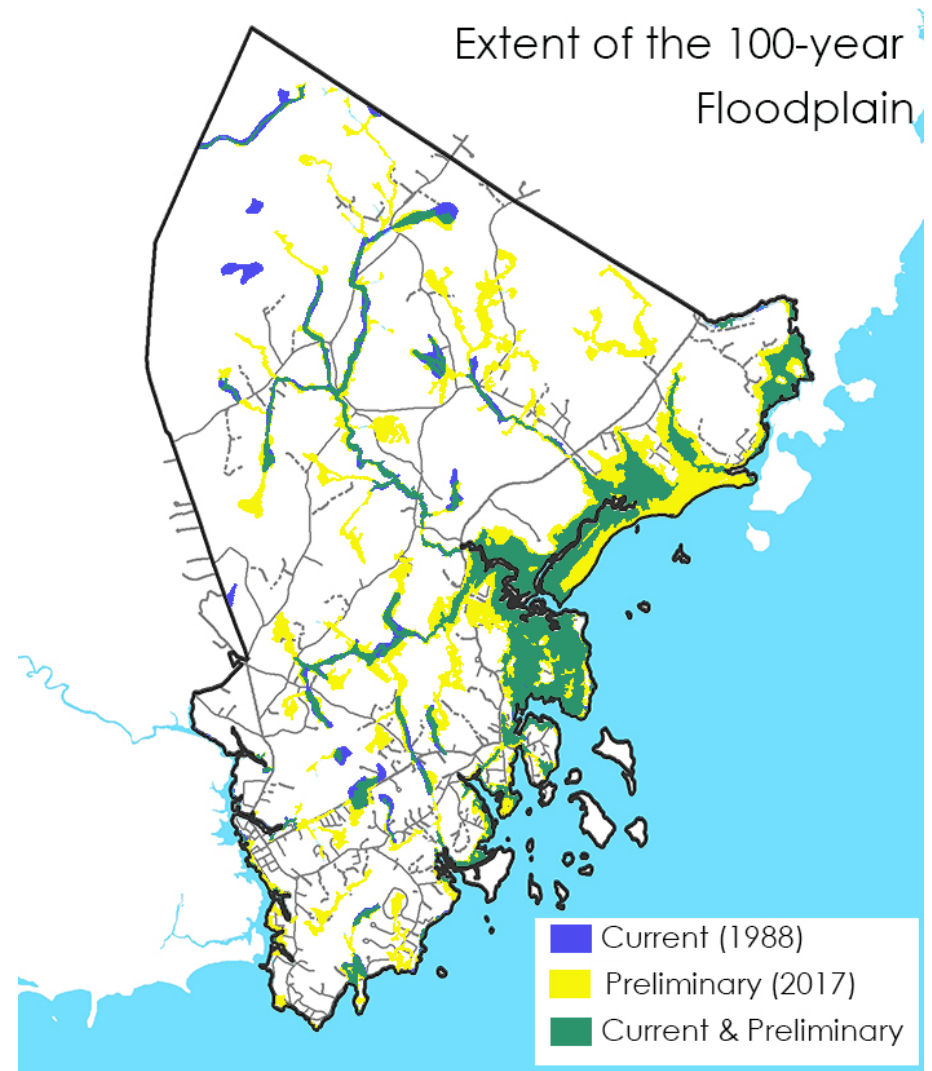 Extent of the 100-year
Floodplain
Current (1988)
Preliminary (2017)
Current & Preliminary